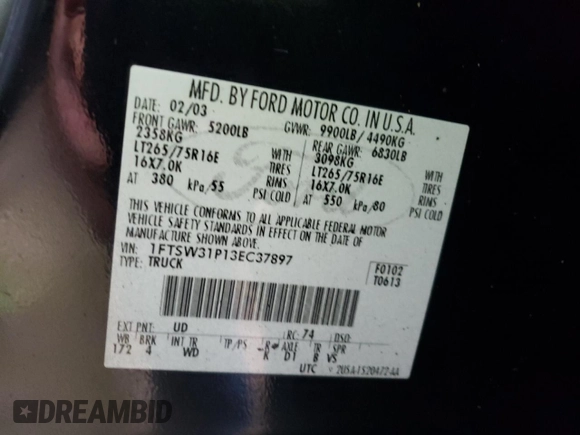 MFD. BY FORD MOTOR CO. IN U.S.A.
DATE: 02/03 GVWR: 9900LB/4490KG
FRONT GAWR: 5200LB REAR GAWR: 6830LB
2358KG 3098KG
LT265/75R16E WITH TIRES LT265/75R16E WITH TIRES
16X7.0K RIMS 16X7.0K RIMS
AT 380 kPa/55 PSI COLD AT 550 kPa/80 PSI COLD
THIS VEHICLE CONFORMS TO ALL APPLICABLE FEDERAL MOTOR
VEHICLE SAFETY STANDARDS IN EFFECT ON THE DATE OF
MANUFACTURE SHOWN ABOVE.
VIN: 1FTSW31P13EC37897
TYPE: TRUCK
F0102
T0613
EXT PNT: UD RC: 74 DSO:
WB BRK INT TR TP/PS R AXLE TR SPR
172 4 WD D1 B VS
UTC
Ford
DREAMBID